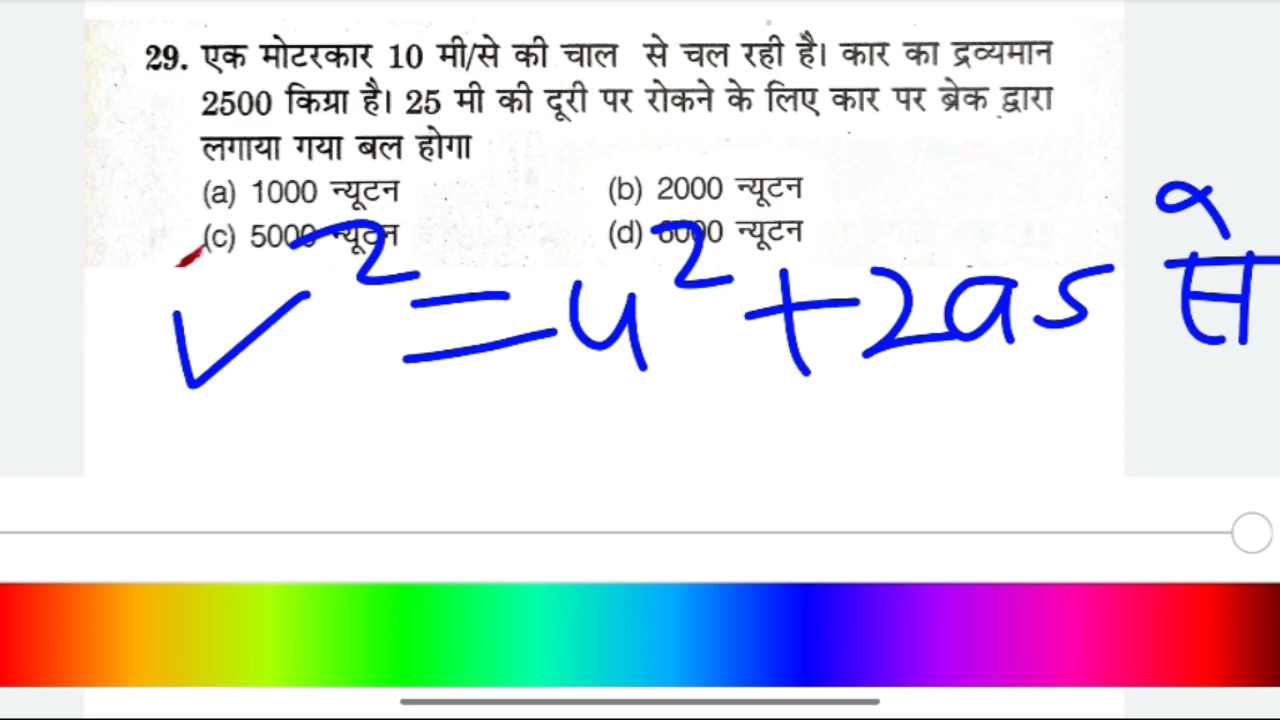 29. एक मोटरकार 10 मी/से की चाल से चल रही है। कार का द्रव्यमान
2500 किग्रा है। 25 मी की दूरी पर रोकने के लिए कार पर ब्रेक द्वारा
लगाया गया बल होगा
(a) 1000 न्यूटन (b) 2000 न्यूटन
(c) 5000 न्यूटन (d) 6000 न्यूटन
v² = u² + 2as से